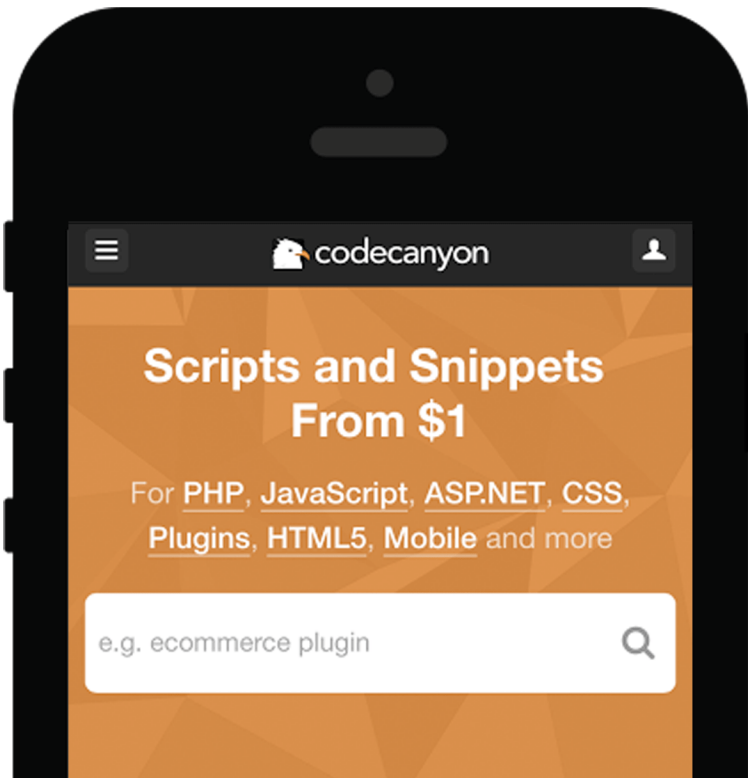 codecanyon
Scripts and Snippets
From $1
For PHP, JavaScript, ASP.NET, CSS,
Plugins, HTML5, Mobile and more
e.g. ecommerce plugin